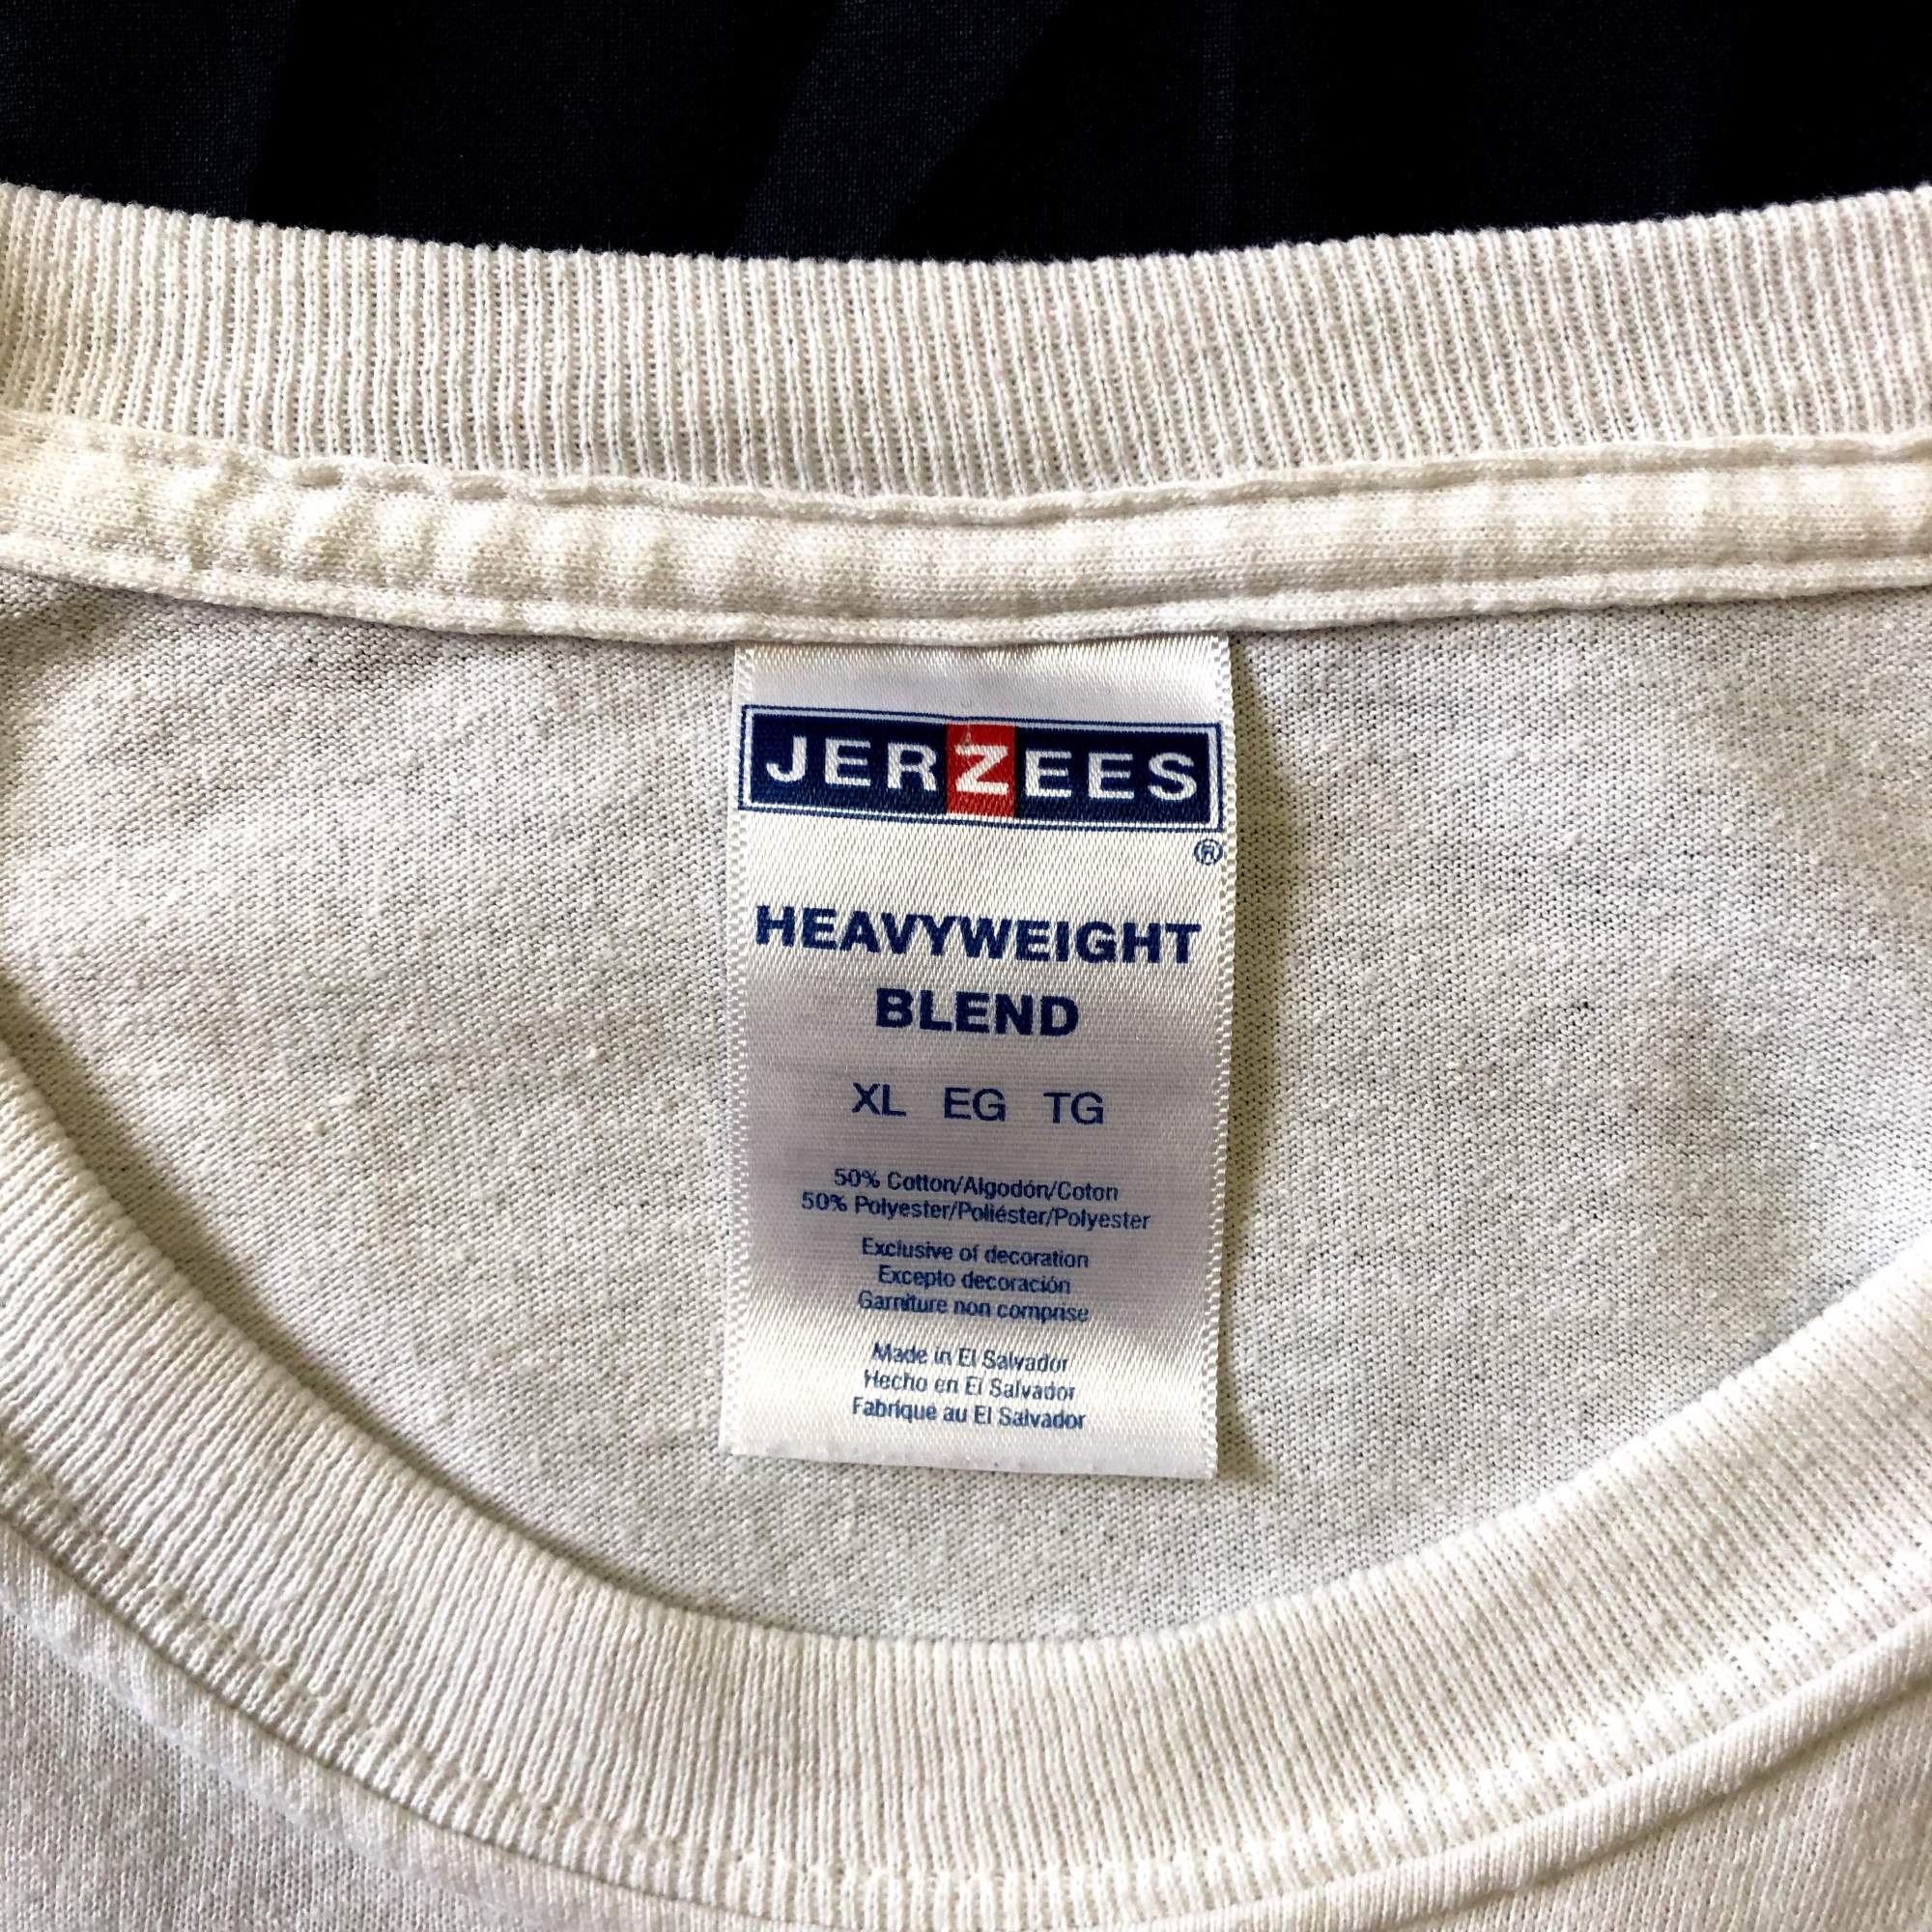 JERZEES
®
HEAVYWEIGHT
BLEND
XL EG TG
50% Cotton/Algodón/Coton
50% Polyester/Poliéster/Polyester
Exclusive of decoration
Excepto decoración
Garniture non comprise
Made in El Salvador
Hecho en El Salvador
Fabrique au El Salvador